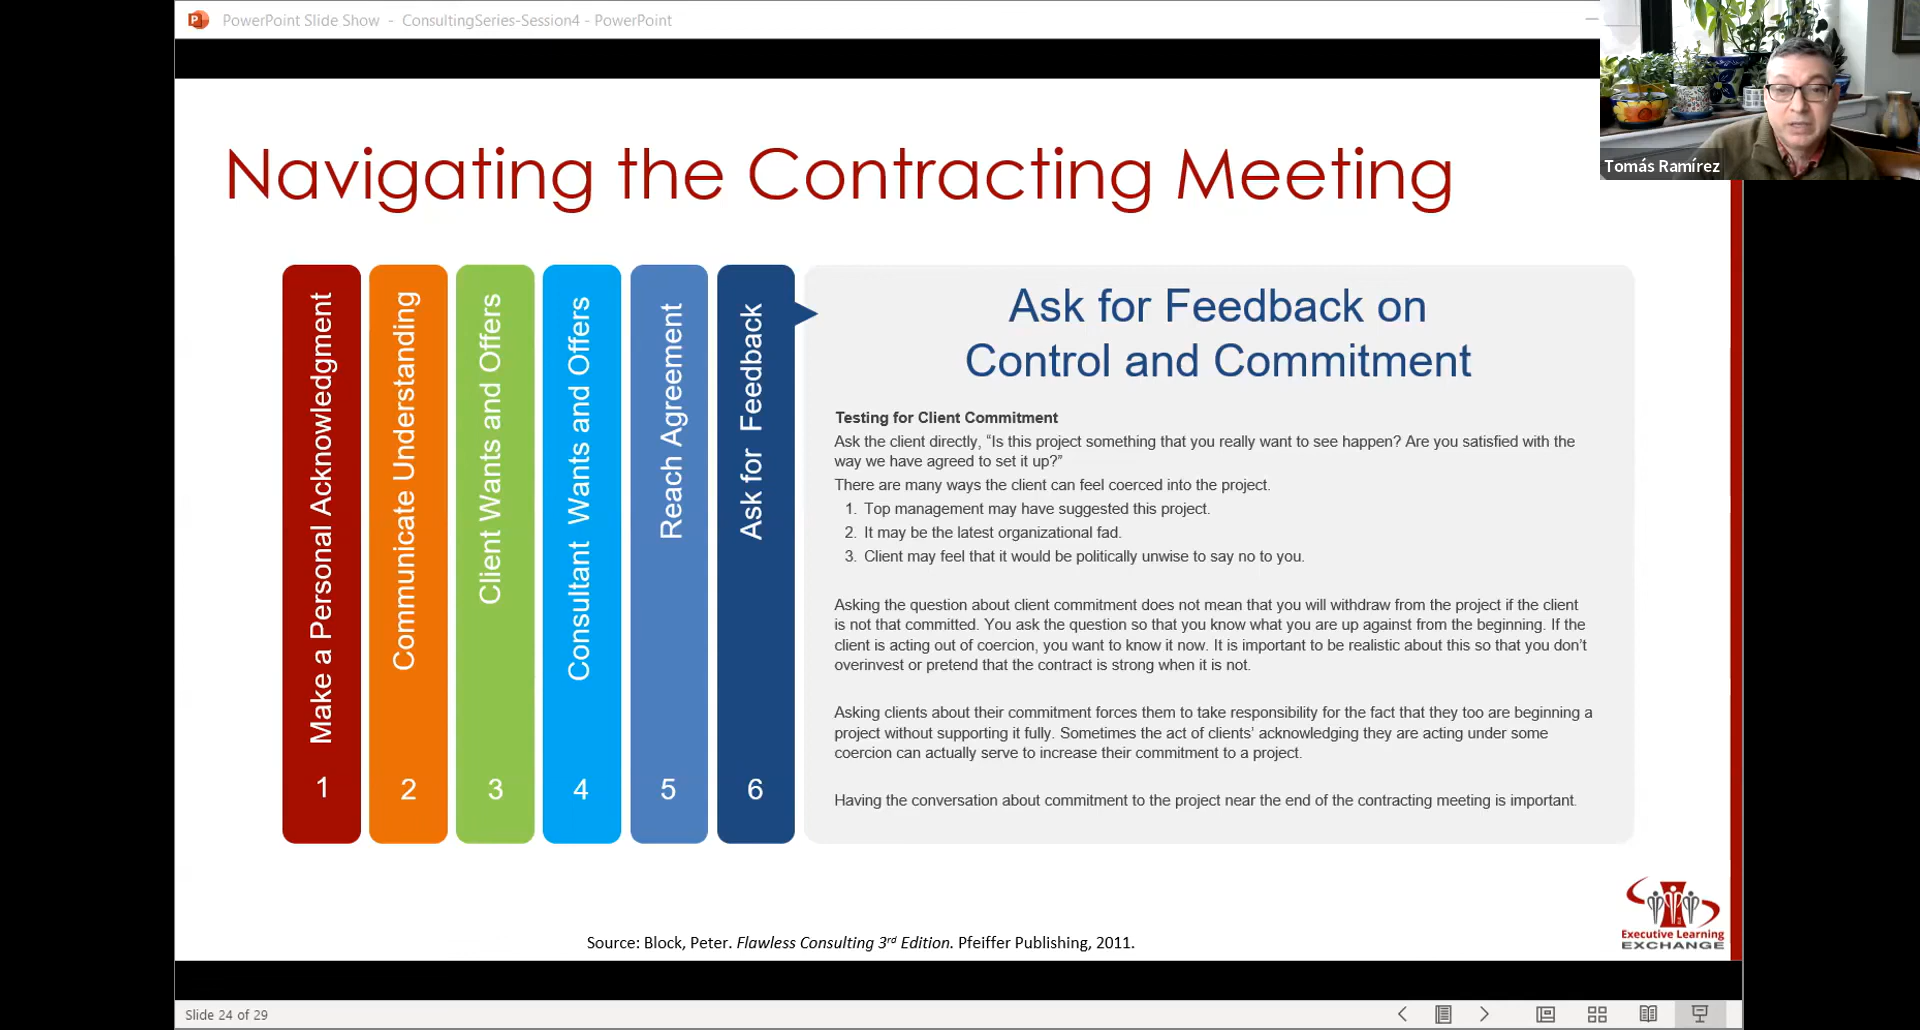 PowerPoint Slide Show - ConsultingSeries-Session4 - PowerPoint
Tomás Ramírez
Navigating the Contracting Meeting
Make a Personal Acknowledgment
1
Communicate Understanding
2
Client Wants and Offers
3
Consultant Wants and Offers
4
Reach Agreement
5
Ask for Feedback
6
Ask for Feedback on
Control and Commitment
Testing for Client Commitment
Ask the client directly, “Is this project something that you really want to see happen? Are you satisfied with the
way we have agreed to set it up?”
There are many ways the client can feel coerced into the project.
1. Top management may have suggested this project.
2. It may be the latest organizational fad.
3. Client may feel that it would be politically unwise to say no to you.
Asking the question about client commitment does not mean that you will withdraw from the project if the client
is not that committed. You ask the question so that you know what you are up against from the beginning. If the
client is acting out of coercion, you want to know it now. It is important to be realistic about this so that you don’t
overinvest or pretend that the contract is strong when it is not.
Asking clients about their commitment forces them to take responsibility for the fact that they too are beginning a
project without supporting it fully. Sometimes the act of clients’ acknowledging they are acting under some
coercion can actually serve to increase their commitment to a project.
Having the conversation about commitment to the project near the end of the contracting meeting is important.
Executive Learning
EXCHANGE
Source: Block, Peter. Flawless Consulting 3rd Edition. Pfeiffer Publishing, 2011.
Slide 24 of 29